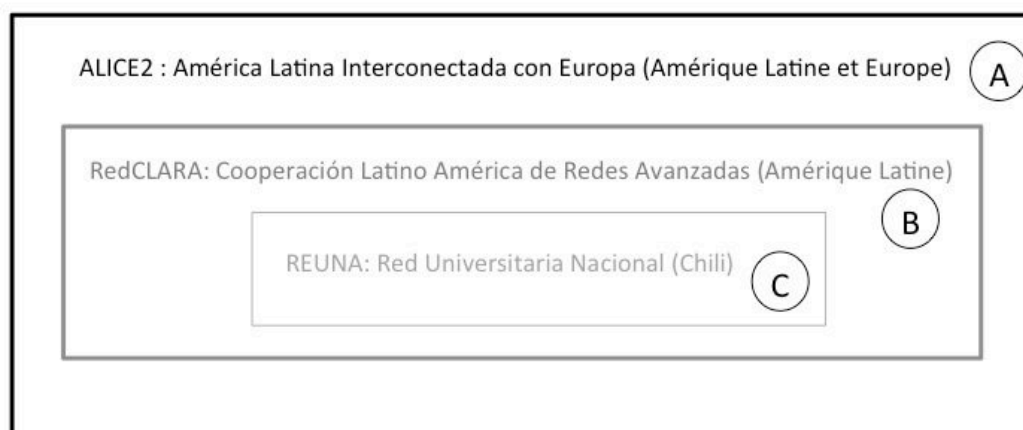 ALICE2 : América Latina Interconectada con Europa (Amérique Latine et Europe)
A
RedCLARA: Cooperación Latino América de Redes Avanzadas (Amérique Latine)
B
REUNA: Red Universitaria Nacional (Chili)
C